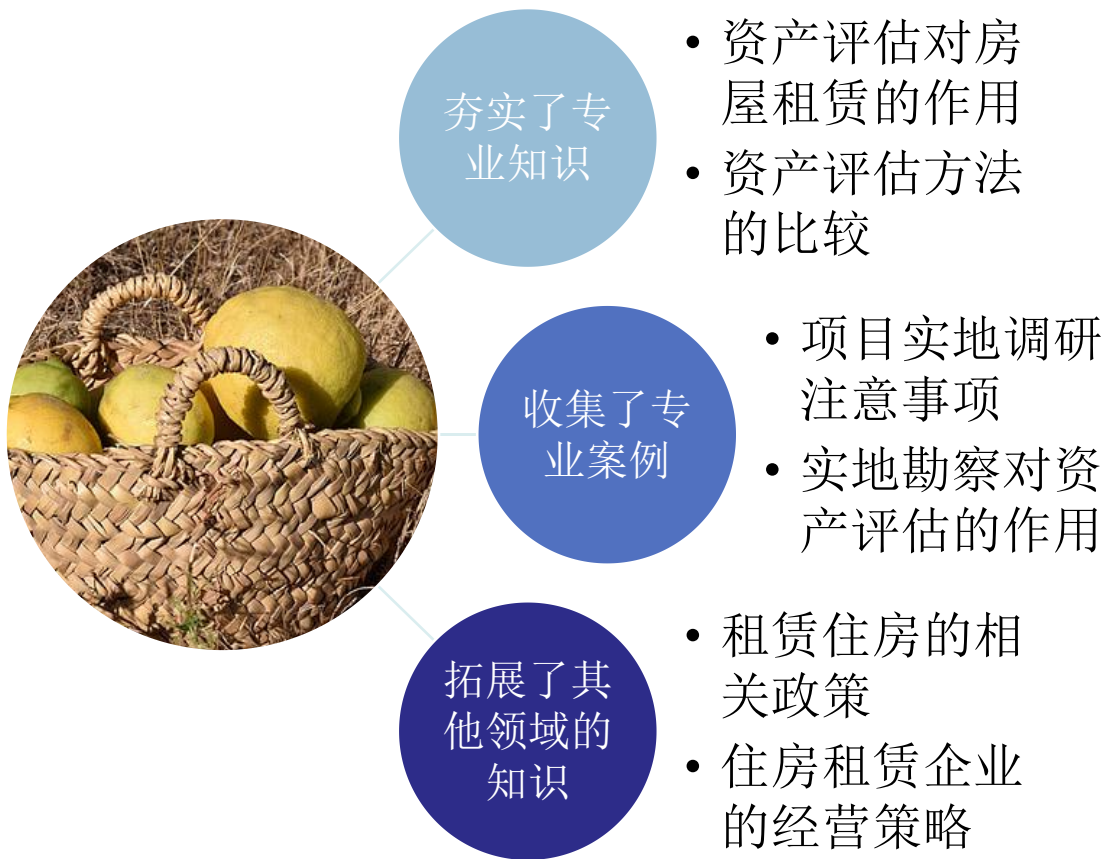 夯实了专
业知识
• 资产评估对房
屋租赁的作用
• 资产评估方法
的比较
收集了专
业案例
• 项目实地调研
注意事项
• 实地勘察对资
产评估的作用
拓展了其
他领域的
知识
• 租赁住房的相
关政策
• 住房租赁企业
的经营策略